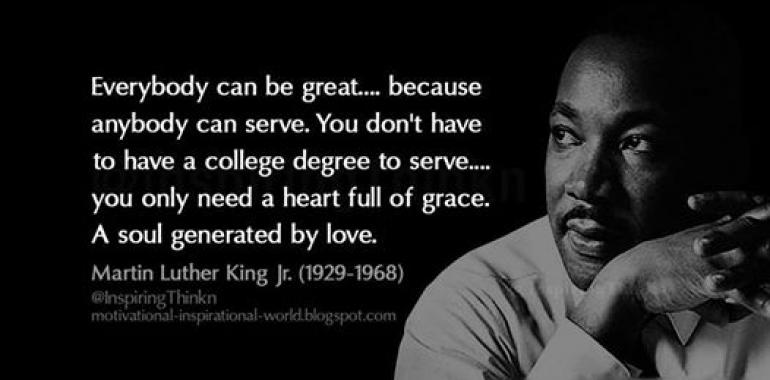 Everybody can be great.... because
anybody can serve. You don't have
to have a college degree to serve....
you only need a heart full of grace.
A soul generated by love.
Martin Luther King Jr. (1929-1968)
@InspiringThinkn
motivational-inspirational-world.blogspot.com